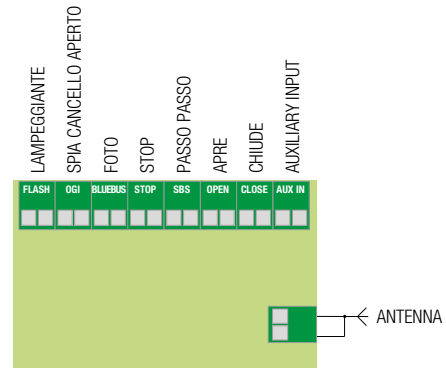 LAMPEGGIANTE
SPIA CANCELLO APERTO
FOTO
STOP
PASSO PASSO
APRE
CHIUDE
AUXILIARY INPUT
FLASH
OGI
BLUEBUS
STOP
SBS
OPEN
CLOSE
AUX IN
ANTENNA